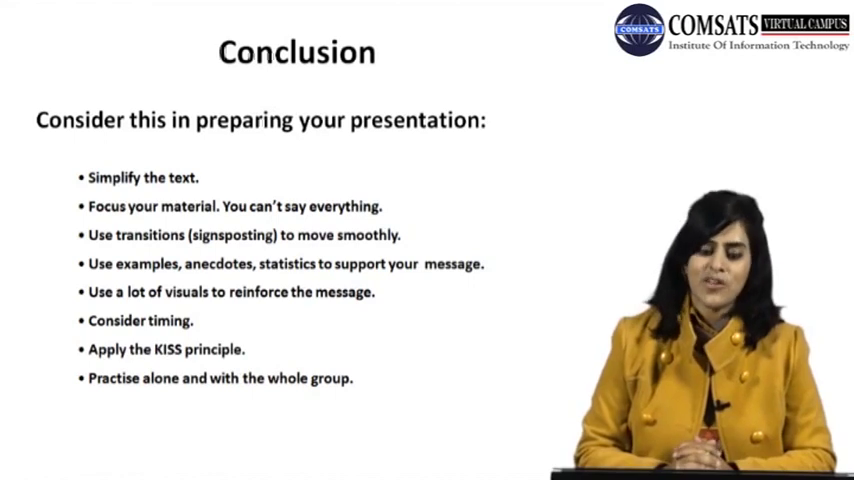 Conclusion
COMSATS
COMSATS VIRTUAL CAMPUS
Institute Of Information Technology
Consider this in preparing your presentation:
• Simplify the text.
• Focus your material. You can't say everything.
• Use transitions (signsposting) to move smoothly.
• Use examples, anecdotes, statistics to support your message.
• Use a lot of visuals to reinforce the message.
• Consider timing.
• Apply the KISS principle.
• Practise alone and with the whole group.